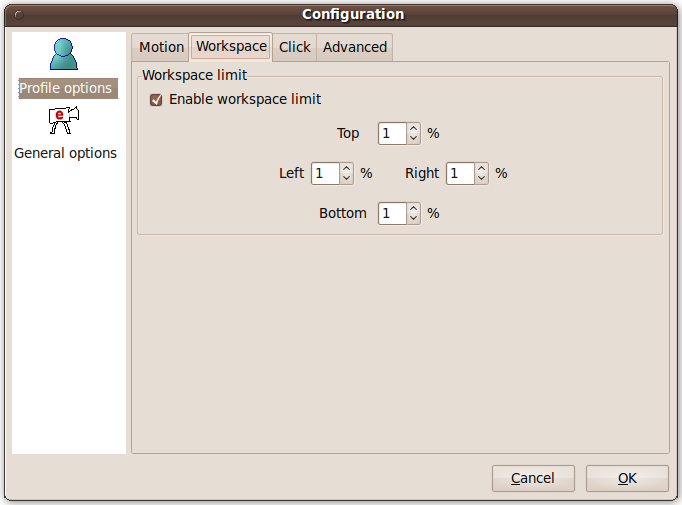 Configuration
Profile options
e
General options
Motion Workspace Click Advanced
Workspace limit
Enable workspace limit
Top 1 %
Left 1 % Right 1 %
Bottom 1 %
Cancel OK